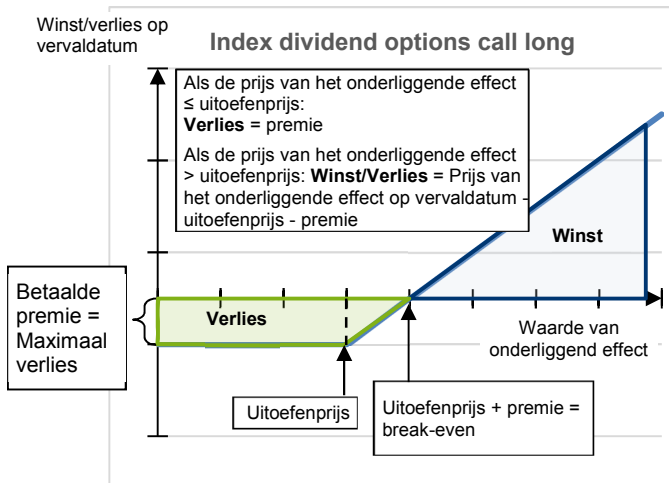 Winst/verlies op
vervaldatum
Index dividend options call long
Als de prijs van het onderliggende effect
≤ uitoefenprijs:
Verlies = premie
Als de prijs van het onderliggende effect
> uitoefenprijs: Winst/Verlies = Prijs van
het onderliggende effect op vervaldatum -
uitoefenprijs - premie
Winst
Betaalde
premie =
Maximaal
verlies
Verlies
Waarde van
onderliggend effect
Uitoefenprijs
Uitoefenprijs + premie =
break-even